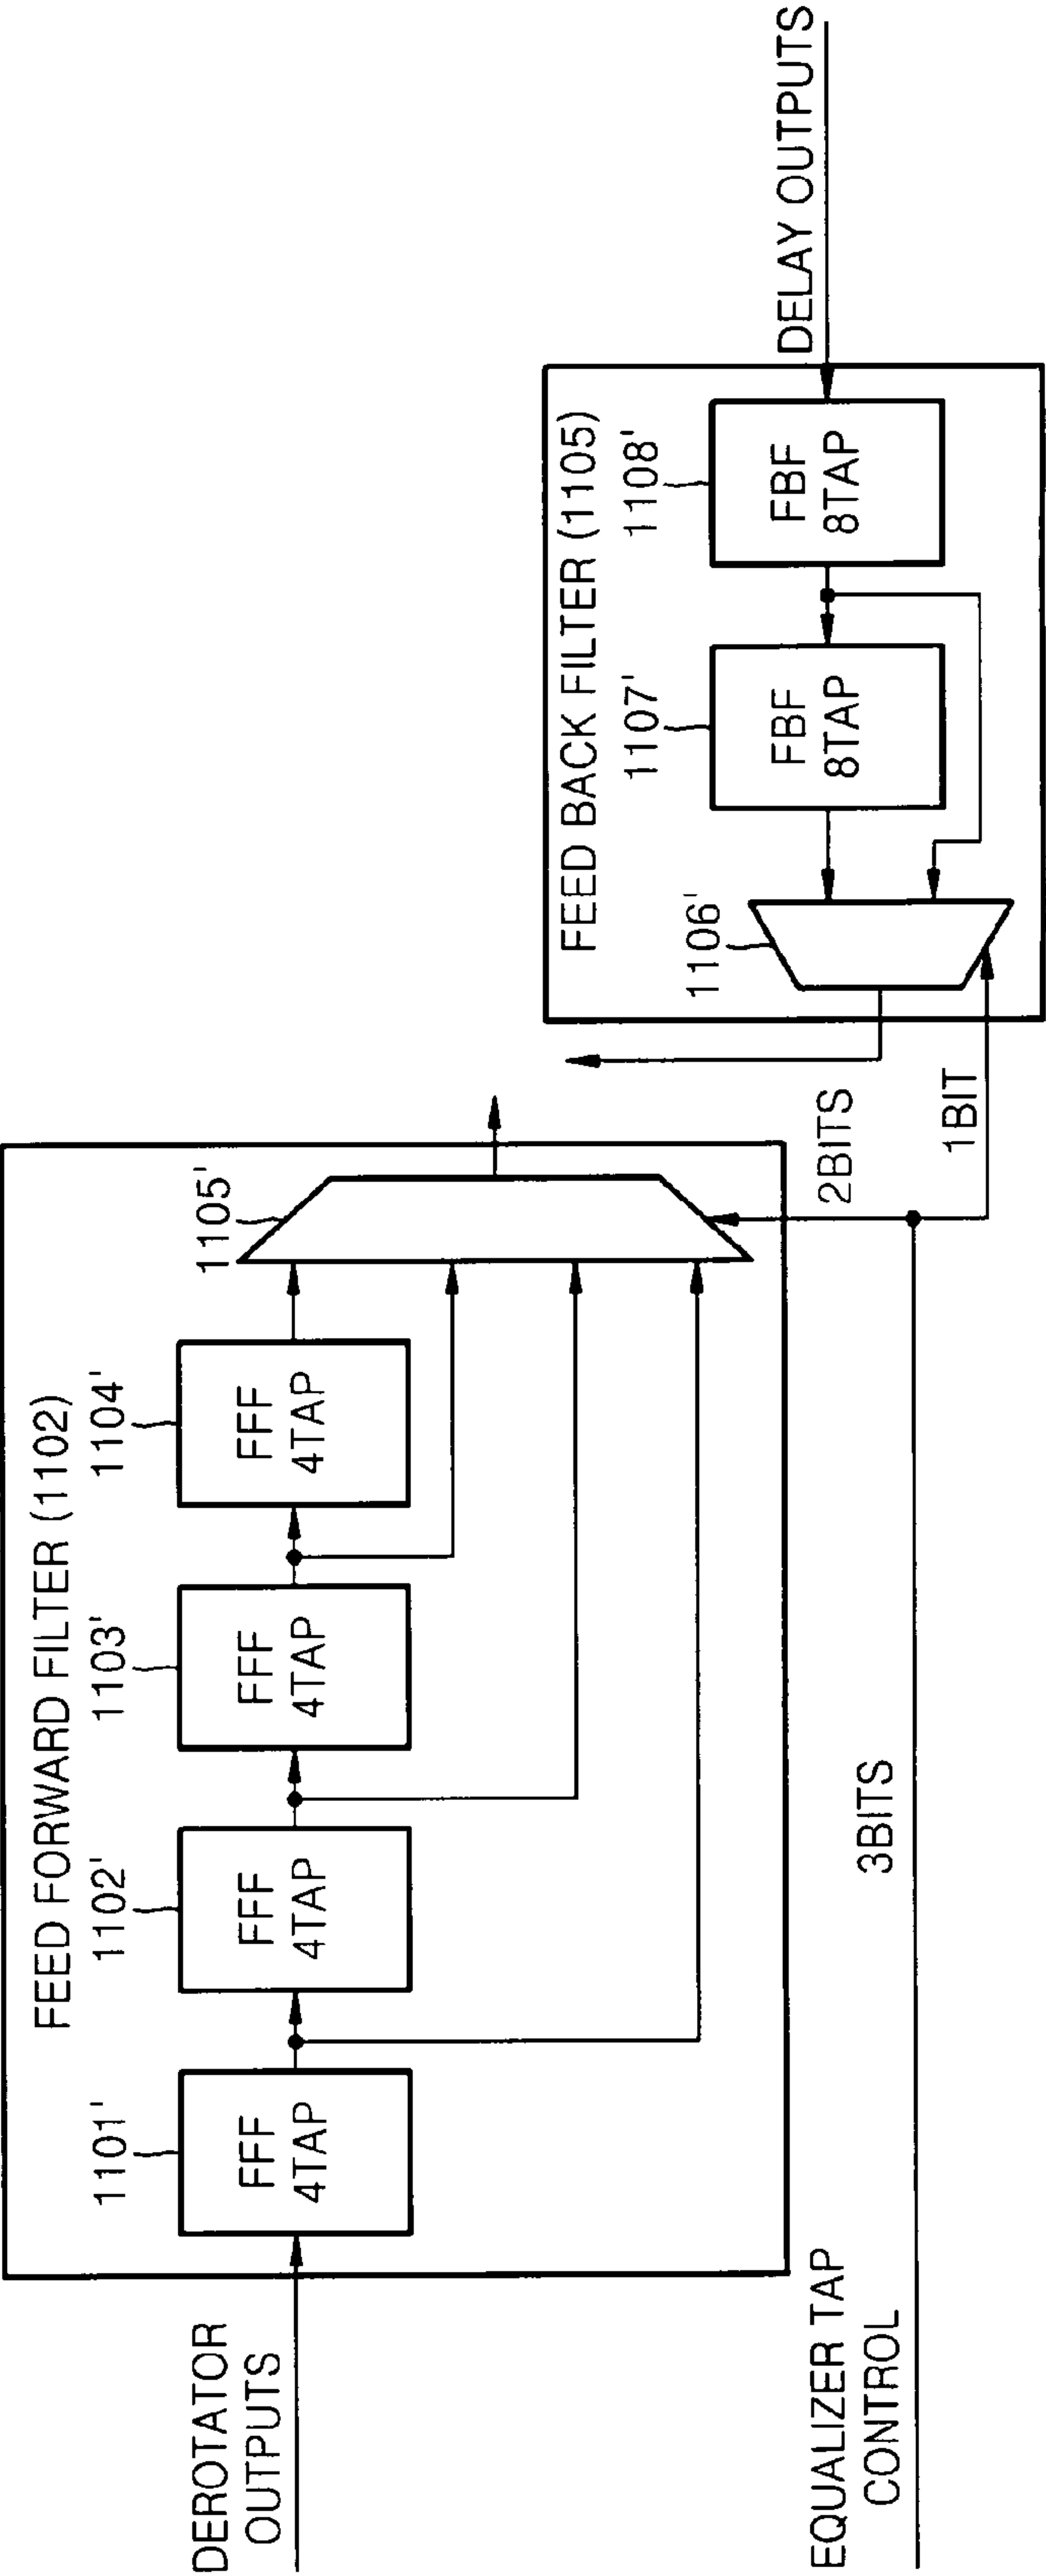 FEED FORWARD FILTER (1102)
1101'
1102'
1103'
1104'
1105'
DEROTATOR
OUTPUTS
FFF
4TAP
FFF
4TAP
FFF
4TAP
FFF
4TAP
FEED BACK FILTER (1105)
1106'
1107'
1108'
FBF
8TAP
FBF
8TAP
DELAY OUTPUTS
EQUALIZER TAP
CONTROL
3BITS
2BITS
1BIT